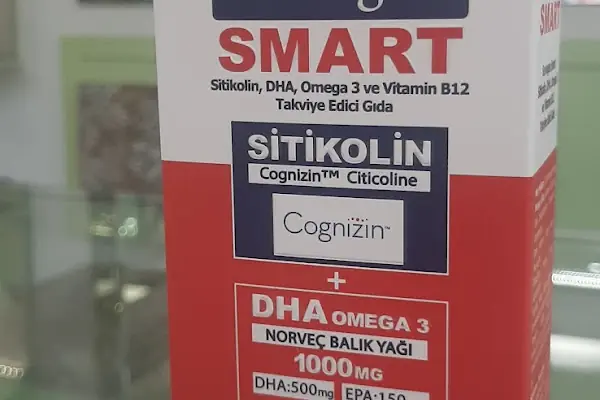 SMART
Sitikolin, DHA, Omega 3 ve Vitamin B12
Takviye Edici Gıda
SİTİKOLİN
Cognizin™ Citicoline
Cognizin™
+
DHA OMEGA 3
NORVEÇ BALIK YAĞI
1000MG
DHA:500mg EPA:150